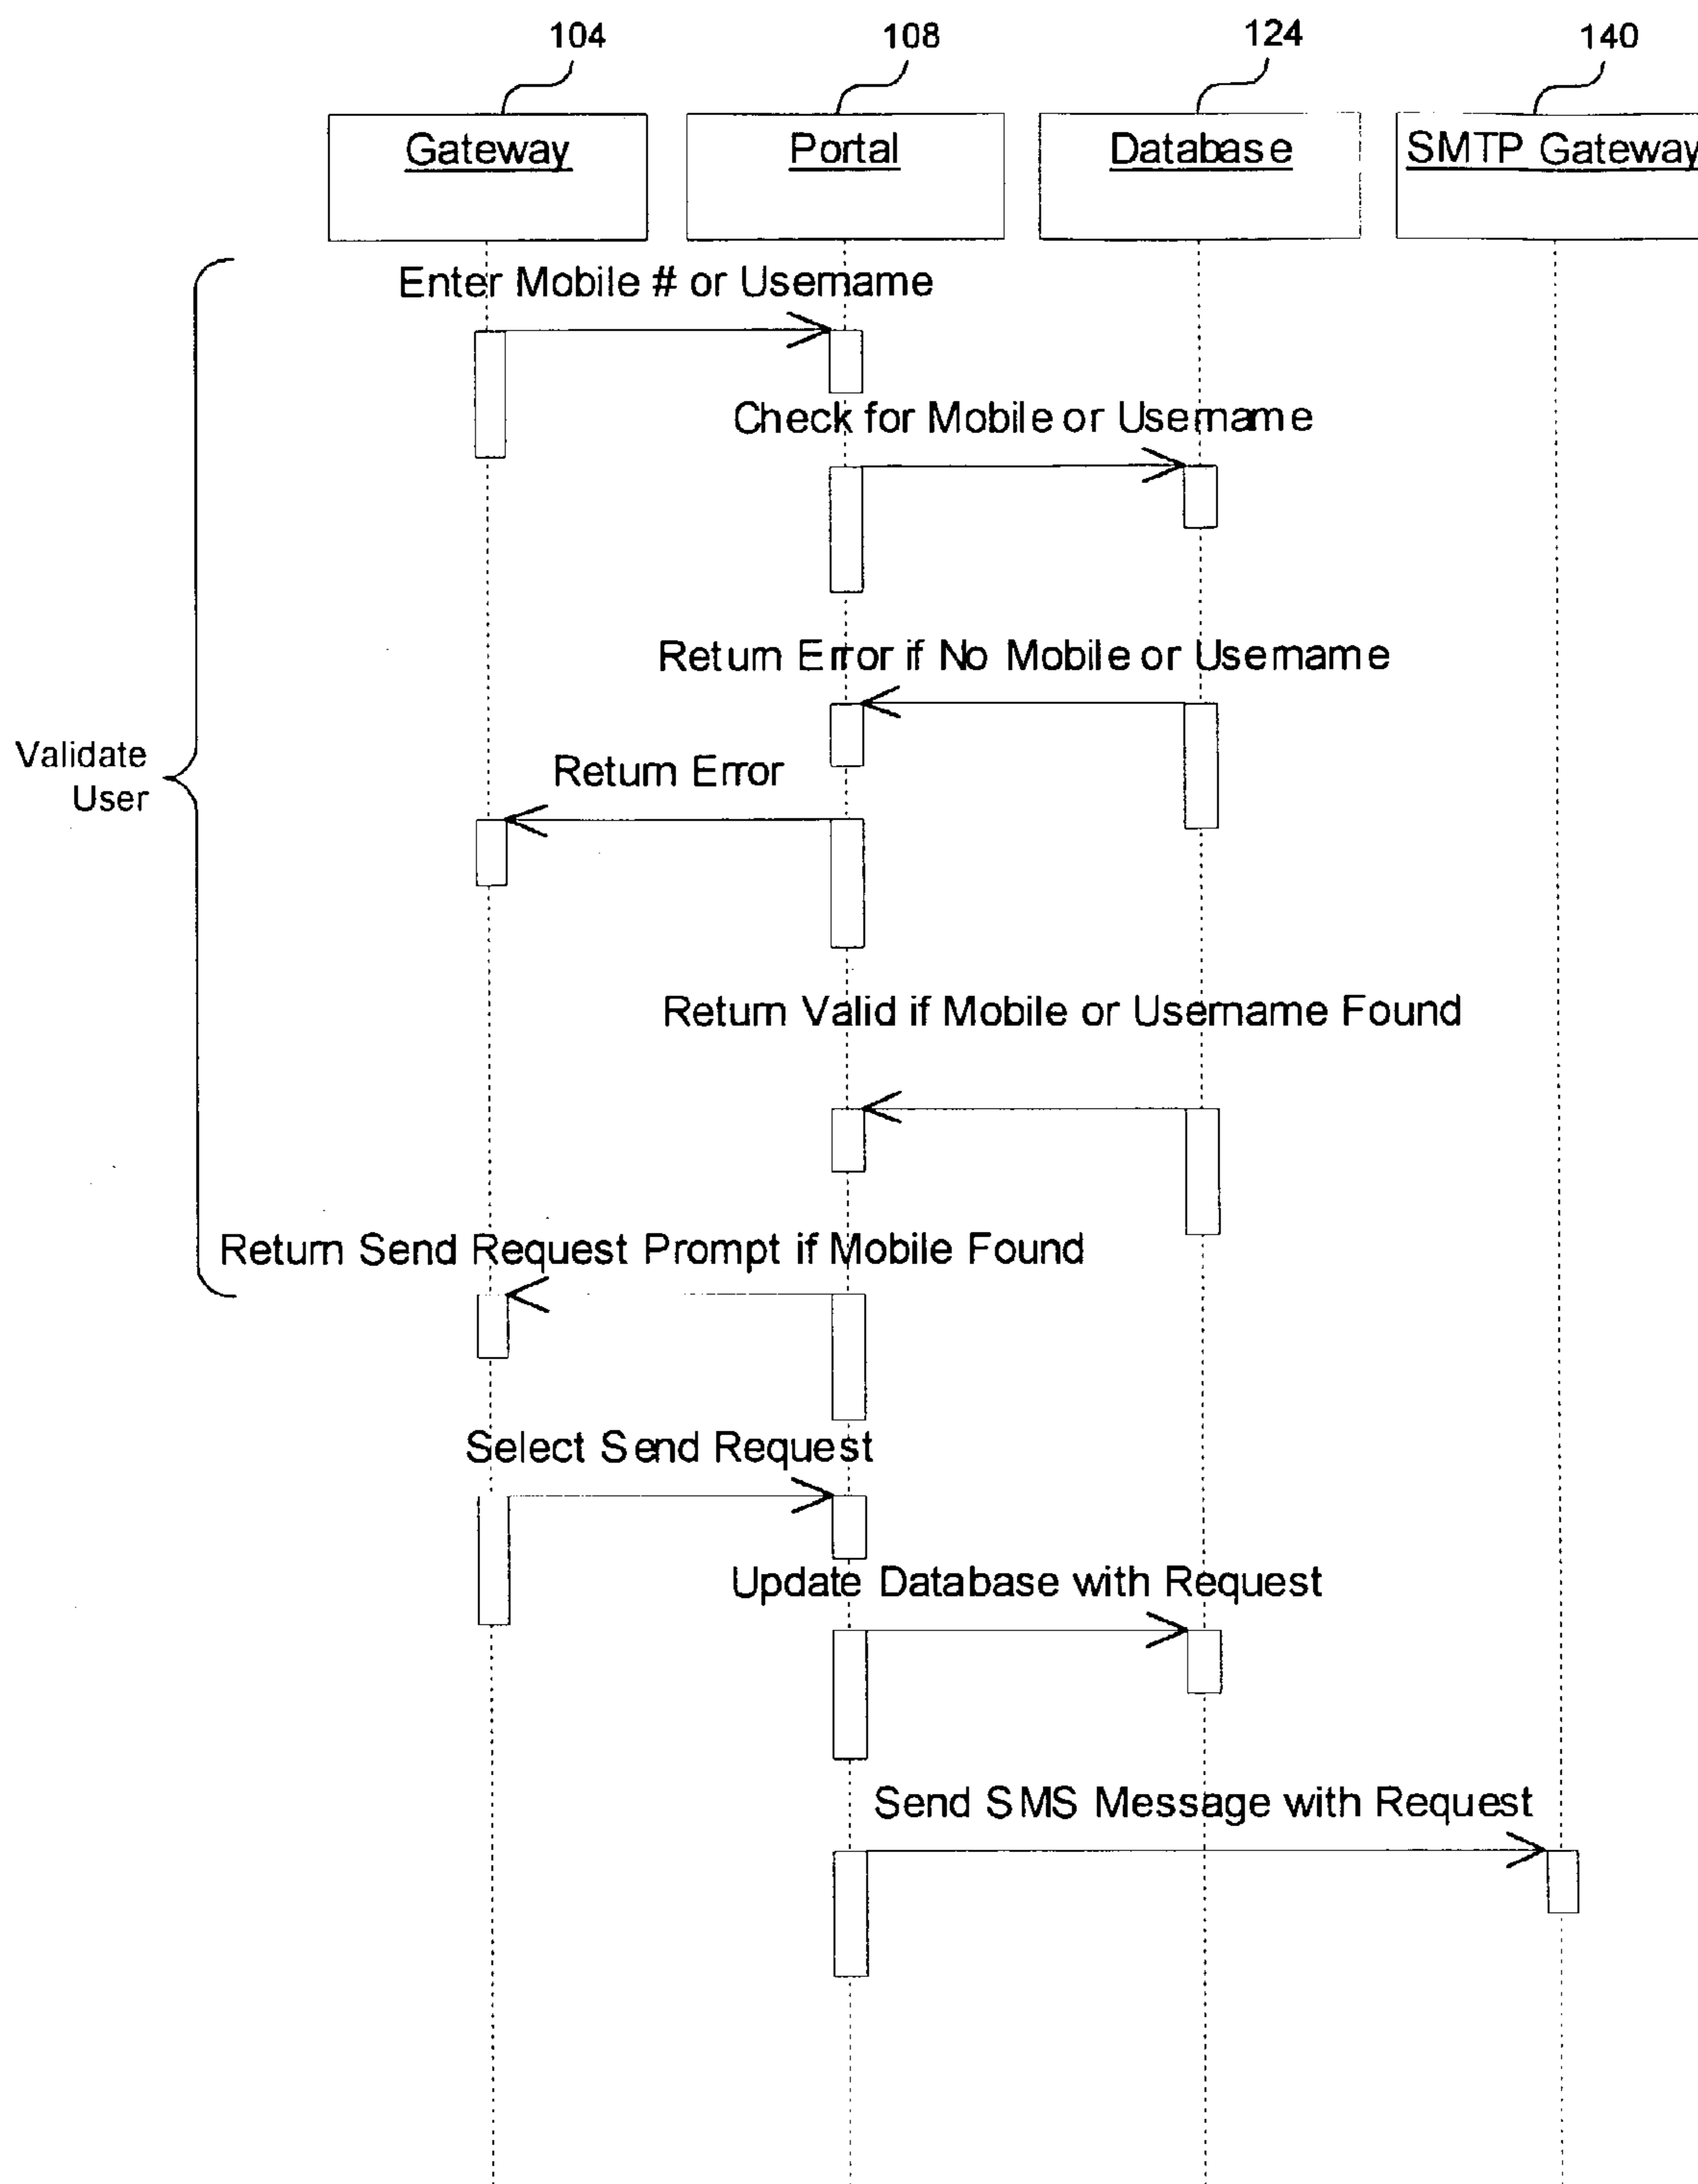 104 108 124 140
Gateway Portal Database SMTP Gateway
Enter Mobile # or Username
Check for Mobile or Username
Return Error if No Mobile or Username
Validate
User
Return Error
Return Valid if Mobile or Username Found
Return Send Request Prompt if Mobile Found
Select Send Request
Update Database with Request
Send SMS Message with Request